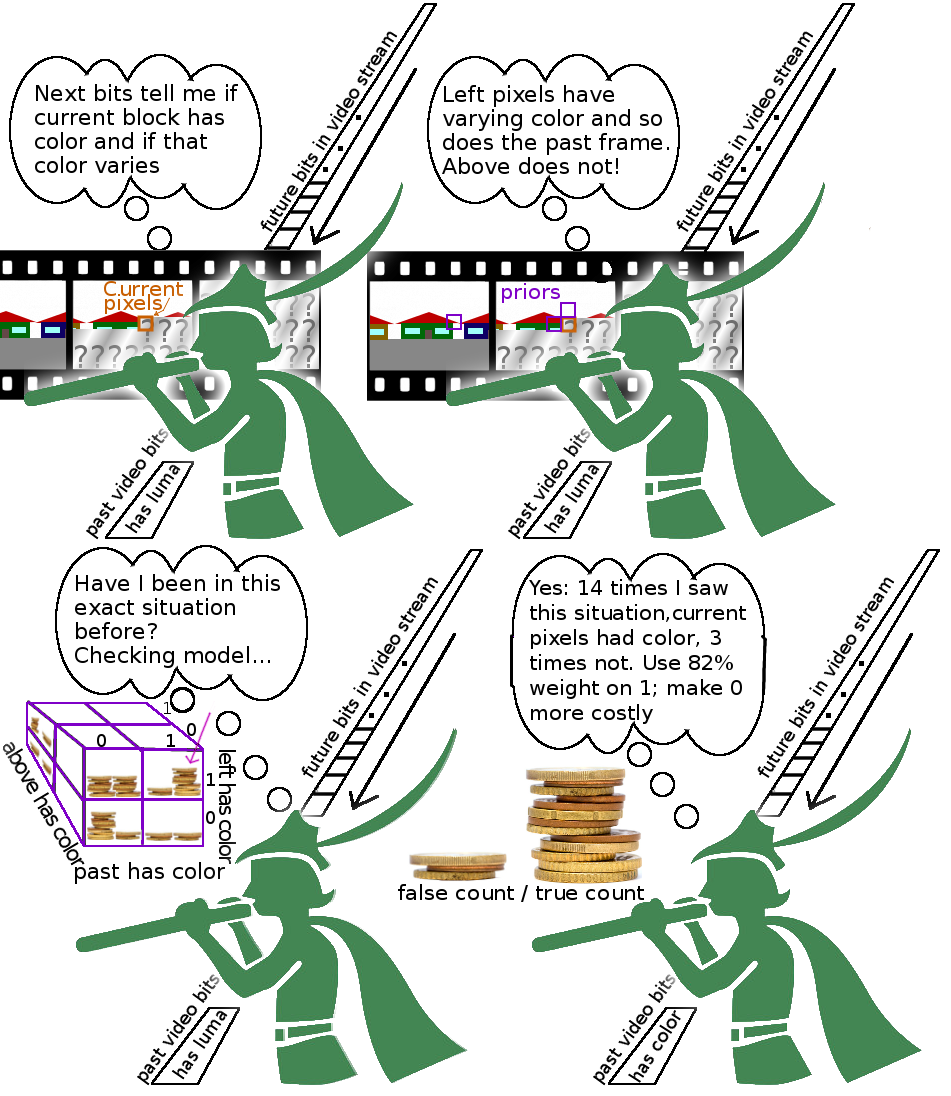 Next bits tell me if
current block has
color and if that
color varies
future bits in video stream
Current
pixels
? ?
? ?
? ? ? ? ?
past video bits
has luma
Left pixels have
varying color and so
does the past frame.
Above does not!
future bits in video stream
priors
? ?
? ?
? ? ? ? ?
past video bits
has luma
Have I been in this
exact situation
before?
Checking model...
future bits in video stream
1
0
0
1
1
0
above has color
left has color
past has color
past video bits
has luma
Yes: 14 times I saw
this situation,current
pixels had color, 3
times not. Use 82%
weight on 1; make 0
more costly
future bits in video stream
false count / true count
past video bits
has color